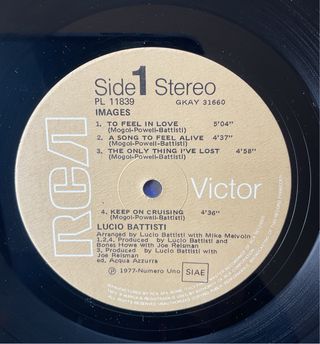 Side 1 Stereo
PL 11839
GKAY 31660
IMAGES
1. TO FEEL IN LOVE 5'04"
(Mogol-Powell-Battisti)
2. A SONG TO FEEL ALIVE 4'37"
(Mogol-Powell-Battisti)
3. THE ONLY THING I'VE LOST 4'58"
(Mogol-Powell-Battisti)
RCA
Victor
4. KEEP ON CRUISING 4'36"
(Mogol-Powell-Battisti)
LUCIO BATTISTI
Arranged by Lucio Battisti with Mike Melvoin
1,2,4, Produced by Lucio Battisti and
Bones Howe with Joe Reisman
3, Produced by Lucio Battisti with
Joe Reisman
ed. Acqua Azzurra
℗ 1977-Numero Uno
SIAE